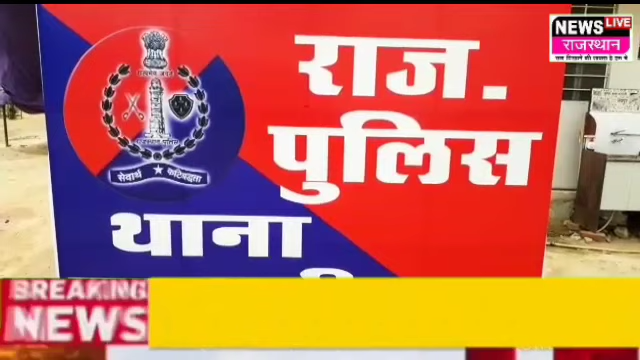 NEWS LIVE
राजस्थान
राज.
पुलिस
सेवार्थ कटिबद्धता
थाना
BREAKING
NEWS